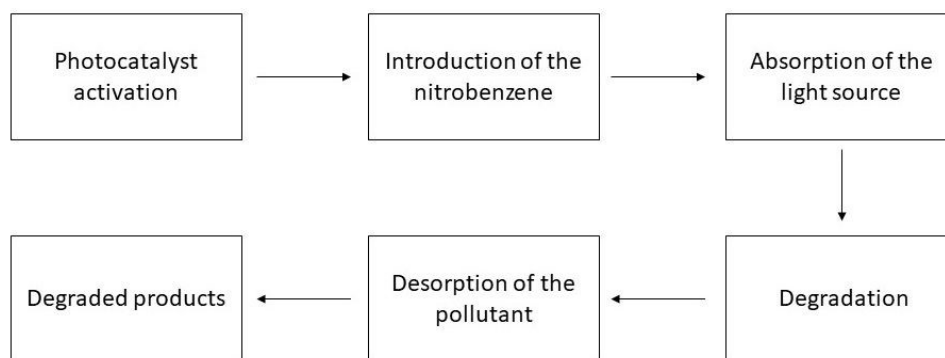 Photocatalyst
activation
Introduction of the
nitrobenzene
Absorption of the
light source
Degraded products
Desorption of the
pollutant
Degradation